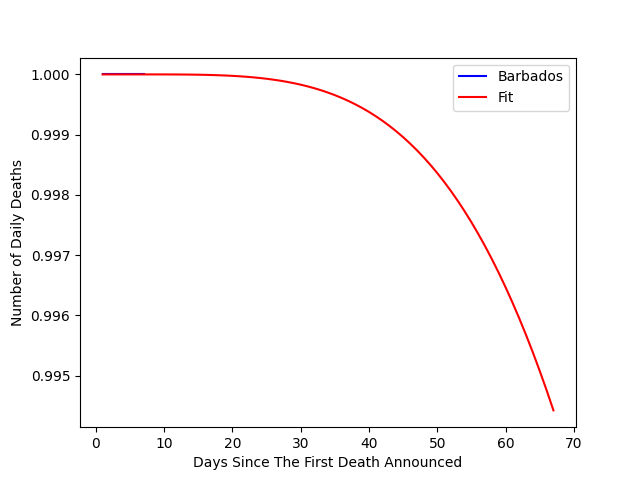 Barbados
Fit
1.000
0.999
0.998
0.997
0.996
0.995
Number of Daily Deaths
0 10 20 30 40 50 60 70
Days Since The First Death Announced